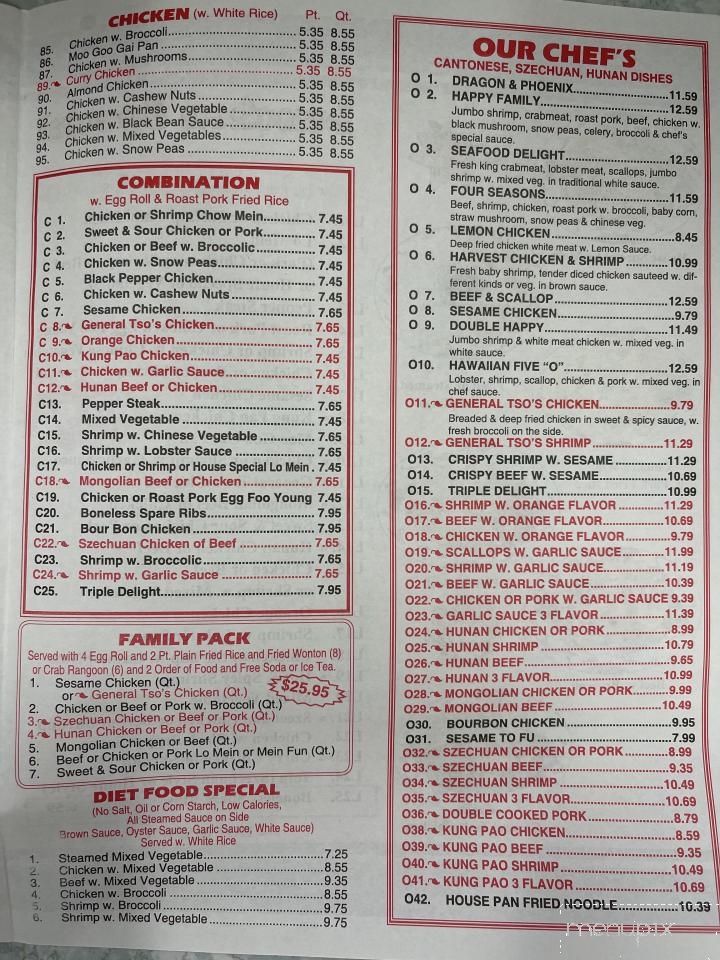 CHICKEN (w. White Rice) Pt. Qt.
85. Chicken w. Broccoli 5.35 8.55
86. Moo Goo Gai Pan 5.35 8.55
87. Chicken w. Mushrooms 5.35 8.55
89. Curry Chicken 5.35 8.55
90. Almond Chicken 5.35 8.55
91. Chicken w. Cashew Nuts 5.35 8.55
92. Chicken w. Chinese Vegetable 5.35 8.55
93. Chicken w. Black Bean Sauce 5.35 8.55
94. Chicken w. Mixed Vegetables 5.35 8.55
95. Chicken w. Snow Peas 5.35 8.55
COMBINATION
w. Egg Roll & Roast Pork Fried Rice
C 1. Chicken or Shrimp Chow Mein 7.45
C 2. Sweet & Sour Chicken or Pork 7.45
C 3. Chicken or Beef w. Broccolic 7.45
C 4. Chicken w. Snow Peas 7.45
C 5. Black Pepper Chicken 7.45
C 6. Chicken w. Cashew Nuts 7.45
C 7. Sesame Chicken 7.65
C 8. General Tso's Chicken 7.65
C 9. Orange Chicken 7.65
C10. Kung Pao Chicken 7.45
C11. Chicken w. Garlic Sauce 7.45
C12. Hunan Beef or Chicken 7.45
C13. Pepper Steak 7.65
C14. Mixed Vegetable 7.45
C15. Shrimp w. Chinese Vegetable 7.65
C16. Shrimp w. Lobster Sauce 7.65
C17. Chicken or Shrimp or House Special Lo Mein . 7.45
C18. Mongolian Beef or Chicken 7.65
C19. Chicken or Roast Pork Egg Foo Young 7.45
C20. Boneless Spare Ribs 7.95
C21. Bour Bon Chicken 7.95
C22. Szechuan Chicken of Beef 7.65
C23. Shrimp w. Broccolic 7.65
C24. Shrimp w. Garlic Sauce 7.65
C25. Triple Delight 7.95
FAMILY PACK
Served with 4 Egg Roll and 2 Pt. Plain Fried Rice and Fried Wonton (8)
or Crab Rangoon (6) and 2 Order of Food and Free Soda or Ice Tea.
$25.95
1. Sesame Chicken (Qt.)
or General Tso's Chicken (Qt.)
2. Chicken or Beef or Pork w. Broccoli (Qt.)
3. Szechuan Chicken or Beef or Pork (Qt.)
4. Hunan Chicken or Beef or Pork (Qt.)
5. Mongolian Chicken or Beef (Qt.)
6. Beef or Chicken or Pork Lo Mein or Mein Fun (Qt.)
7. Sweet & Sour Chicken or Pork (Qt.)
DIET FOOD SPECIAL
(No Salt, Oil or Corn Starch, Low Calories,
All Steamed Sauce on Side
Brown Sauce, Oyster Sauce, Garlic Sauce, White Sauce)
Served w. White Rice
1. Steamed Mixed Vegetable 7.25
2. Chicken w. Mixed Vegetable 8.55
3. Beef w. Mixed Vegetable 9.35
4. Chicken w. Broccoli 8.55
5. Shrimp w. Broccoli 9.75
6. Shrimp w. Mixed Vegetable 9.75
OUR CHEF'S
CANTONESE, SZECHUAN, HUNAN DISHES
O 1. DRAGON & PHOENIX 11.59
O 2. HAPPY FAMILY 12.59
Jumbo shrimp, crabmeat, roast pork, beef, chicken w.
black mushroom, snow peas, celery, broccoli & chef's
special sauce.
O 3. SEAFOOD DELIGHT 12.59
Fresh king crabmeat, lobster meat, scallops, jumbo
shrimp w. mixed veg. in traditional white sauce.
O 4. FOUR SEASONS 11.59
Beef, shrimp, chicken, roast pork w. broccoli, baby corn,
straw mushroom, snow peas & chinese veg.
O 5. LEMON CHICKEN 8.45
Deep fried chicken white meat w. Lemon Sauce.
O 6. HARVEST CHICKEN & SHRIMP 10.99
Fresh baby shrimp, tender diced chicken sauteed w. dif-
ferent kinds or veg. in brown sauce.
O 7. BEEF & SCALLOP 12.59
O 8. SESAME CHICKEN 9.79
O 9. DOUBLE HAPPY 11.49
Jumbo shrimp & white meat chicken w. mixed veg. in
white sauce.
O10. HAWAIIAN FIVE "O" 12.59
Lobster, shrimp, scallop, chicken & pork w. mixed veg. in
chef sauce.
O11. GENERAL TSO'S CHICKEN 9.79
Breaded & deep fried chicken in sweet & spicy sauce, w.
fresh broccoli on the side.
O12. GENERAL TSO'S SHRIMP 11.29
O13. CRISPY SHRIMP W. SESAME 11.29
O14. CRISPY BEEF W. SESAME 10.69
O15. TRIPLE DELIGHT 10.99
O16. SHRIMP W. ORANGE FLAVOR 11.29
O17. BEEF W. ORANGE FLAVOR 10.69
O18. CHICKEN W. ORANGE FLAVOR 9.79
O19. SCALLOPS W. GARLIC SAUCE 11.99
O20. SHRIMP W. GARLIC SAUCE 11.19
O21. BEEF W. GARLIC SAUCE 10.39
O22. CHICKEN OR PORK W. GARLIC SAUCE 9.39
O23. GARLIC SAUCE 3 FLAVOR 11.39
O24. HUNAN CHICKEN OR PORK 8.99
O25. HUNAN SHRIMP 10.79
O26. HUNAN BEEF 9.65
O27. HUNAN 3 FLAVOR 10.99
O28. MONGOLIAN CHICKEN OR PORK 9.99
O29. MONGOLIAN BEEF 10.49
O30. BOURBON CHICKEN 9.95
O31. SESAME TO FU 7.99
O32. SZECHUAN CHICKEN OR PORK 8.99
O33. SZECHUAN BEEF 9.35
O34. SZECHUAN SHRIMP 10.49
O35. SZECHUAN 3 FLAVOR 10.69
O36. DOUBLE COOKED PORK 8.79
O38. KUNG PAO CHICKEN 8.59
O39. KUNG PAO BEEF 9.35
O40. KUNG PAO SHRIMP 10.49
O41. KUNG PAO 3 FLAVOR 10.69
O42. HOUSE PAN FRIED NOODLE 10.39
menupix